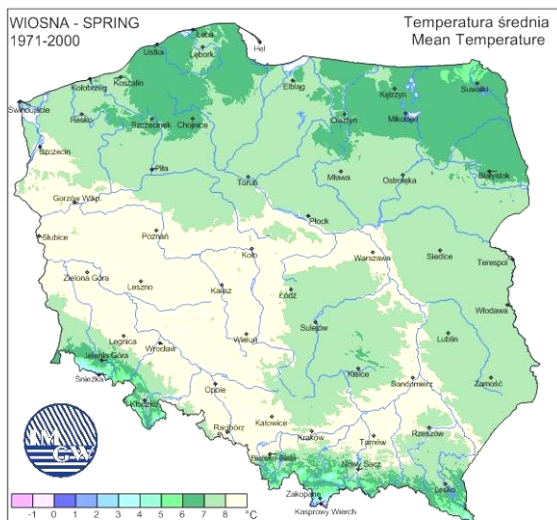 WIOSNA - SPRING
1971-2000
Temperatura średnia
Mean Temperature
Łeba
Hel
Ustka
Lębork
Koszalin
Kołobrzeg
Elbląg
Kętrzyn
Suwałki
Świnoujście
Resko
Szczecinek
Chojnice
Olsztyn
Mikołajki
Szczecin
Piła
Toruń
Mława
Ostrołęka
Białystok
Gorzów Wkp.
Płock
Słubice
Poznań
Koło
Warszawa
Siedlce
Terespol
Zielona Góra
Leszno
Kalisz
Łódź
Włodawa
Sulejów
Legnica
Wrocław
Wieluń
Lublin
Jelenia Góra
Kielce
Śnieżka
Opole
Sandomierz
Zamość
Kłodzko
Katowice
Racibórz
Kraków
Tarnów
Rzeszów
Bielsko-Biała
Nowy Sącz
Lesko
Zakopane
Kasprowy Wierch
IM
GW
-1 0 1 2 3 4 5 6 7 8 °C